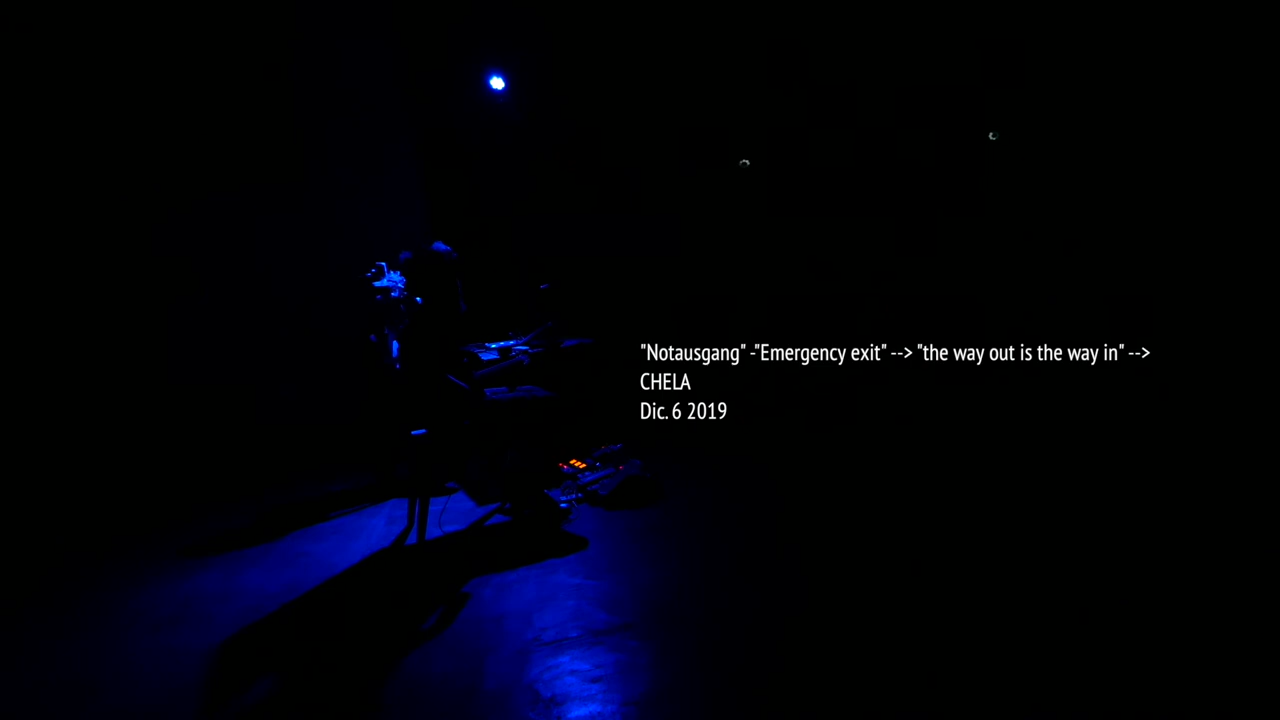 "Notausgang" -"Emergency exit" --> "the way out is the way in" -->
CHELA
Dic. 6 2019